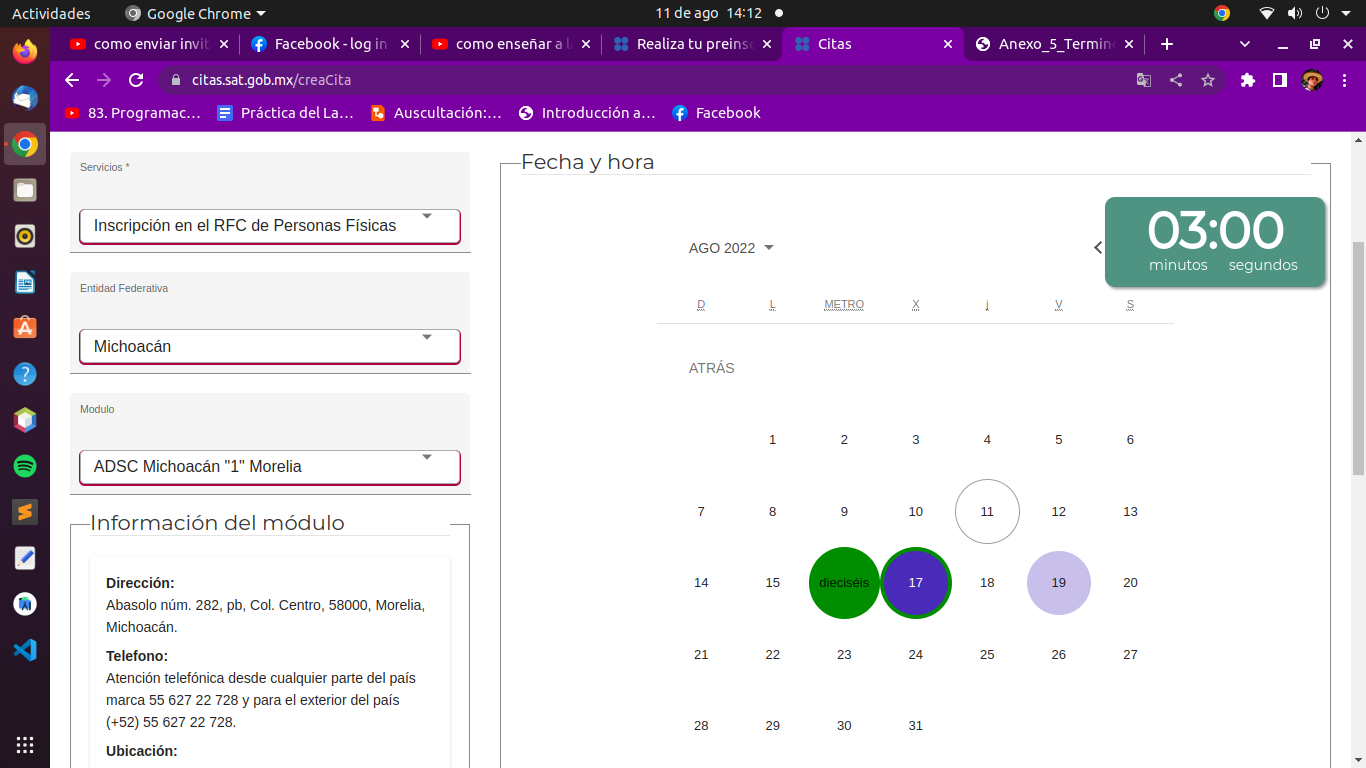 Actividades
Google Chrome
11 de ago 14:12
como enviar invit
Facebook - log in
como enseñar a la
Realiza tu preinsc
Citas
Anexo_5_Termino
citas.sat.gob.mx/creaCita
83. Programac...
Práctica del La...
Auscultación:...
Introducción a...
Facebook
Servicios *
Inscripción en el RFC de Personas Físicas
Entidad Federativa
Michoacán
Modulo
ADSC Michoacán "1" Morelia
Información del módulo
Dirección:
Abasolo núm. 282, pb, Col. Centro, 58000, Morelia,
Michoacán.
Telefono:
Atención telefónica desde cualquier parte del país
marca 55 627 22 728 y para el exterior del país
(+52) 55 627 22 728.
Ubicación:
Fecha y hora
03:00
minutos segundos
AGO 2022
D L METRO X j V S
ATRÁS
1 2 3 4 5 6
7 8 9 10 11 12 13
14 15 dieciséis 17 18 19 20
21 22 23 24 25 26 27
28 29 30 31